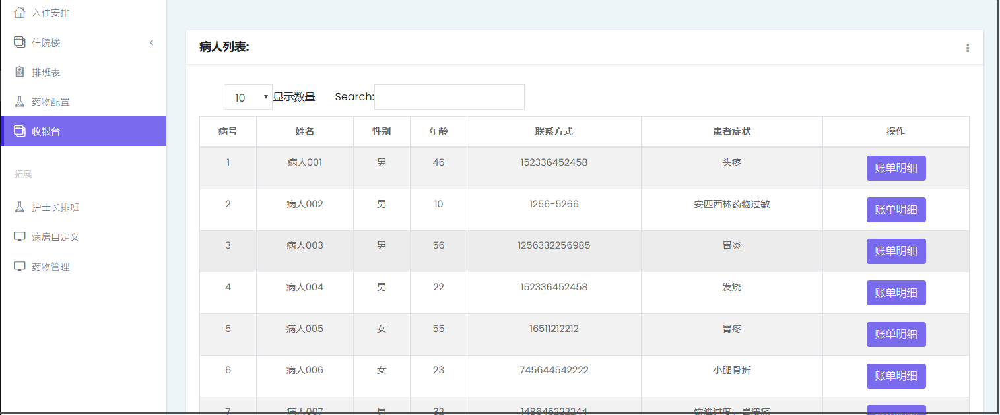 入住安排
住院楼
排班表
药物配置
收银台
拓展
护士长排班
病房自定义
药物管理
病人列表:
10 显示数量 Search:
病号 姓名 性别 年龄 联系方式 患者症状 操作
1 病人001 男 46 152336452458 头疼 账单明细
2 病人002 男 10 1256-5266 安匹西林药物过敏 账单明细
3 病人003 男 56 1256332256985 胃炎 账单明细
4 病人004 男 22 152336452458 发烧 账单明细
5 病人005 女 55 16511212212 胃疼 账单明细
6 病人006 女 23 745644542222 小腿骨折 账单明细
7 病人007 男 32 148645222244 饮酒过度、胃溃痛